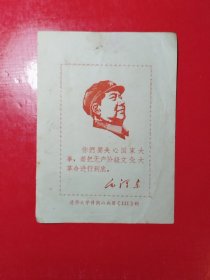 你们要关心国家大
事，要把无产阶级文化大
革命进行到底。
毛泽东